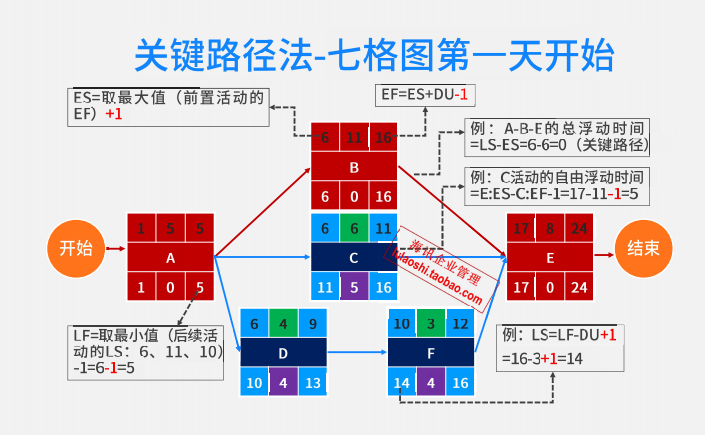 关键路径法-七格图第一天开始
ES=取最大值（前置活动的
EF）+1
EF=ES+DU-1
例：A-B-E的总浮动时间
=LS-ES=6-6=0（关键路径）
例：C活动的自由浮动时间
=E:ES-C:EF-1=17-11-1=5
6 11 16
B
6 0 16
开始
1 5 5
A
1 0 5
6 6 11
C
11 5 16
海讯企业管理
tulaoshi.taobao.com
17 8 24
E
17 0 24
结束
LF=取最小值（后续活
动的LS：6、11、10）
-1=6-1=5
6 4 9
D
10 4 13
10 3 12
F
14 4 16
例：LS=LF-DU+1
=16-3+1=14